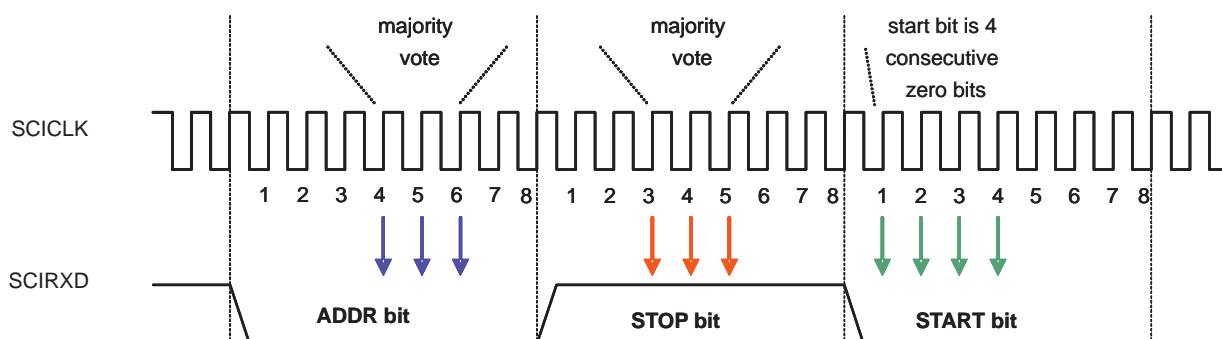 majority
vote
majority
vote
start bit is 4
consecutive
zero bits
SCICLK
1 2 3 4 5 6 7 8 1 2 3 4 5 6 7 8 1 2 3 4 5 6 7 8
SCIRXD
ADDR bit STOP bit START bit